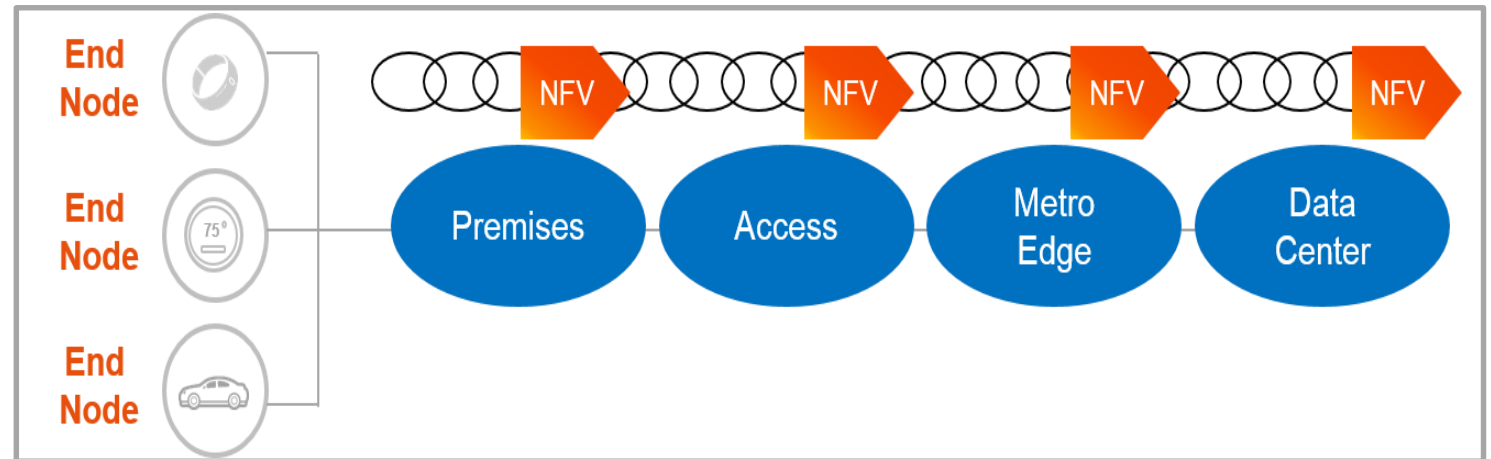 End
Node
NFV
NFV
NFV
NFV
End
Node
75°
Premises
Access
Metro
Edge
Data
Center
End
Node